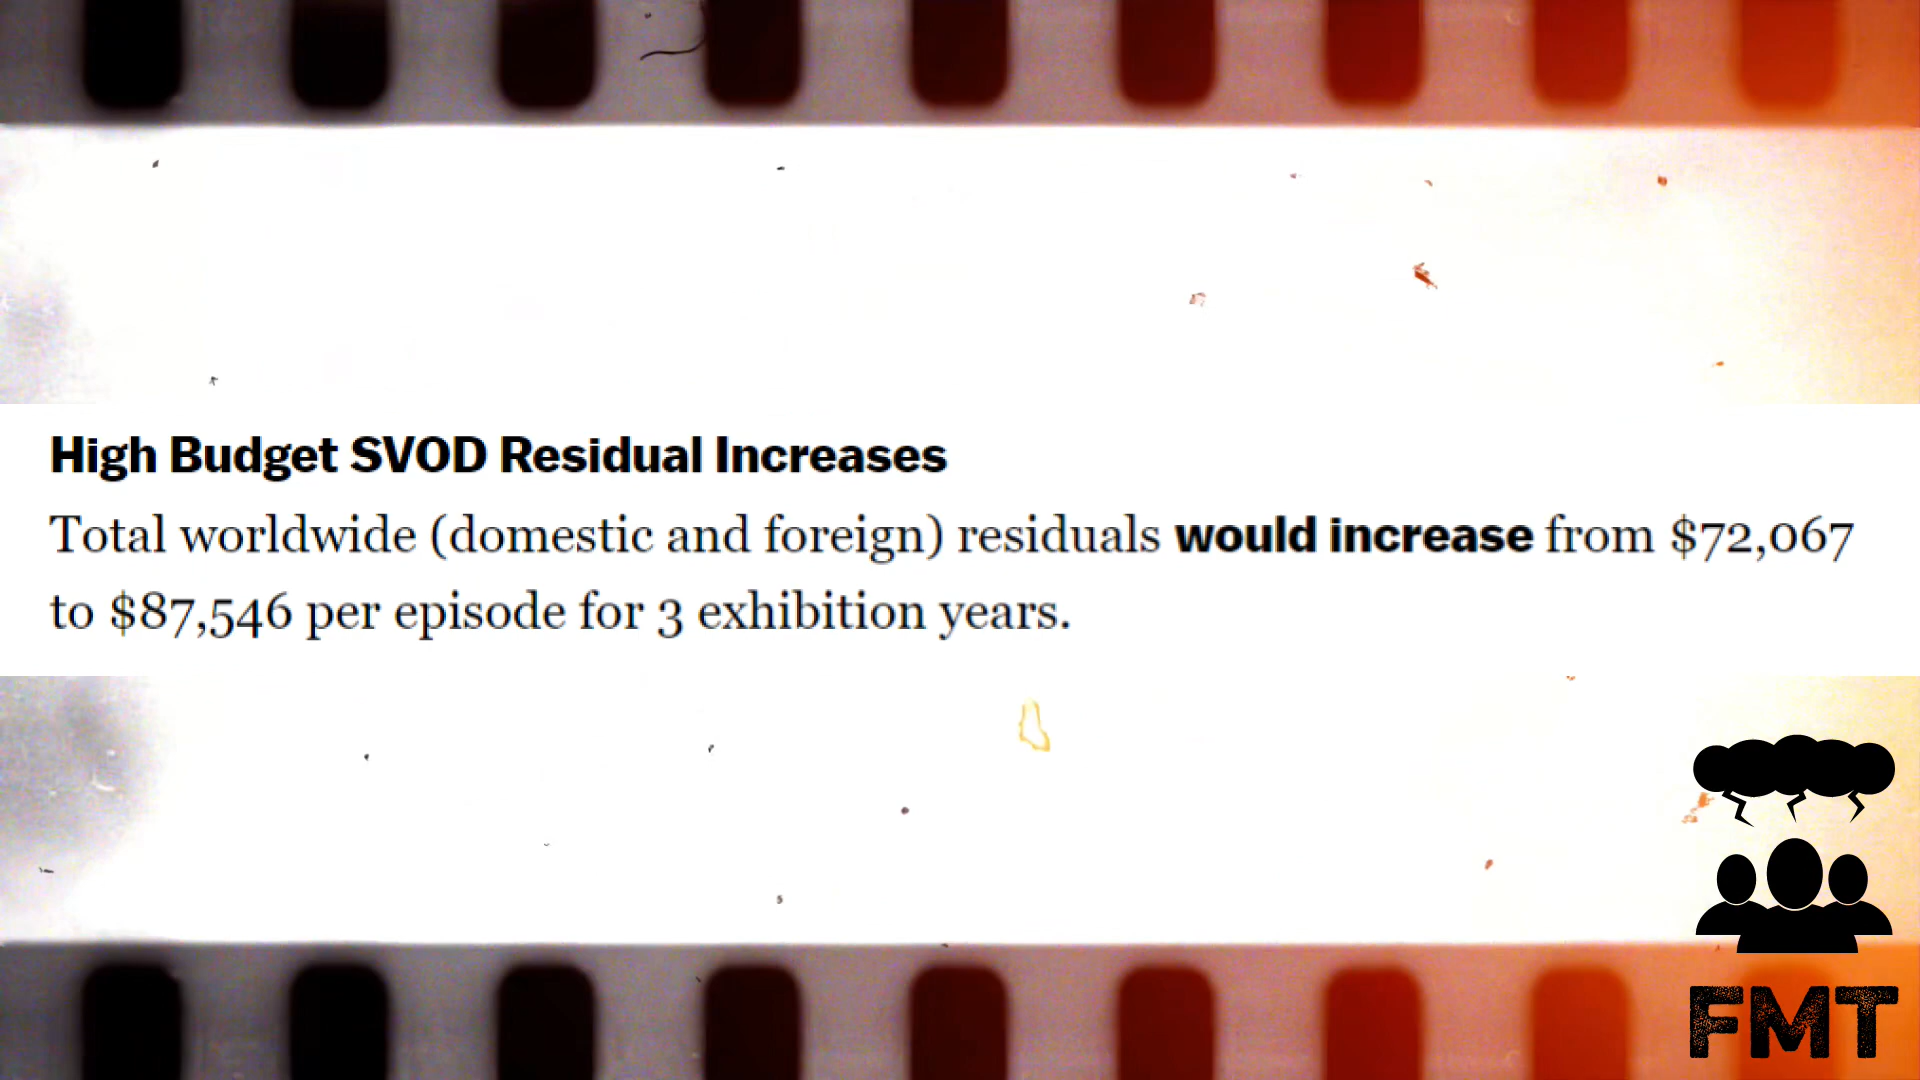 High Budget SVOD Residual Increases
Total worldwide (domestic and foreign) residuals would increase from $72,067
to $87,546 per episode for 3 exhibition years.
FMT